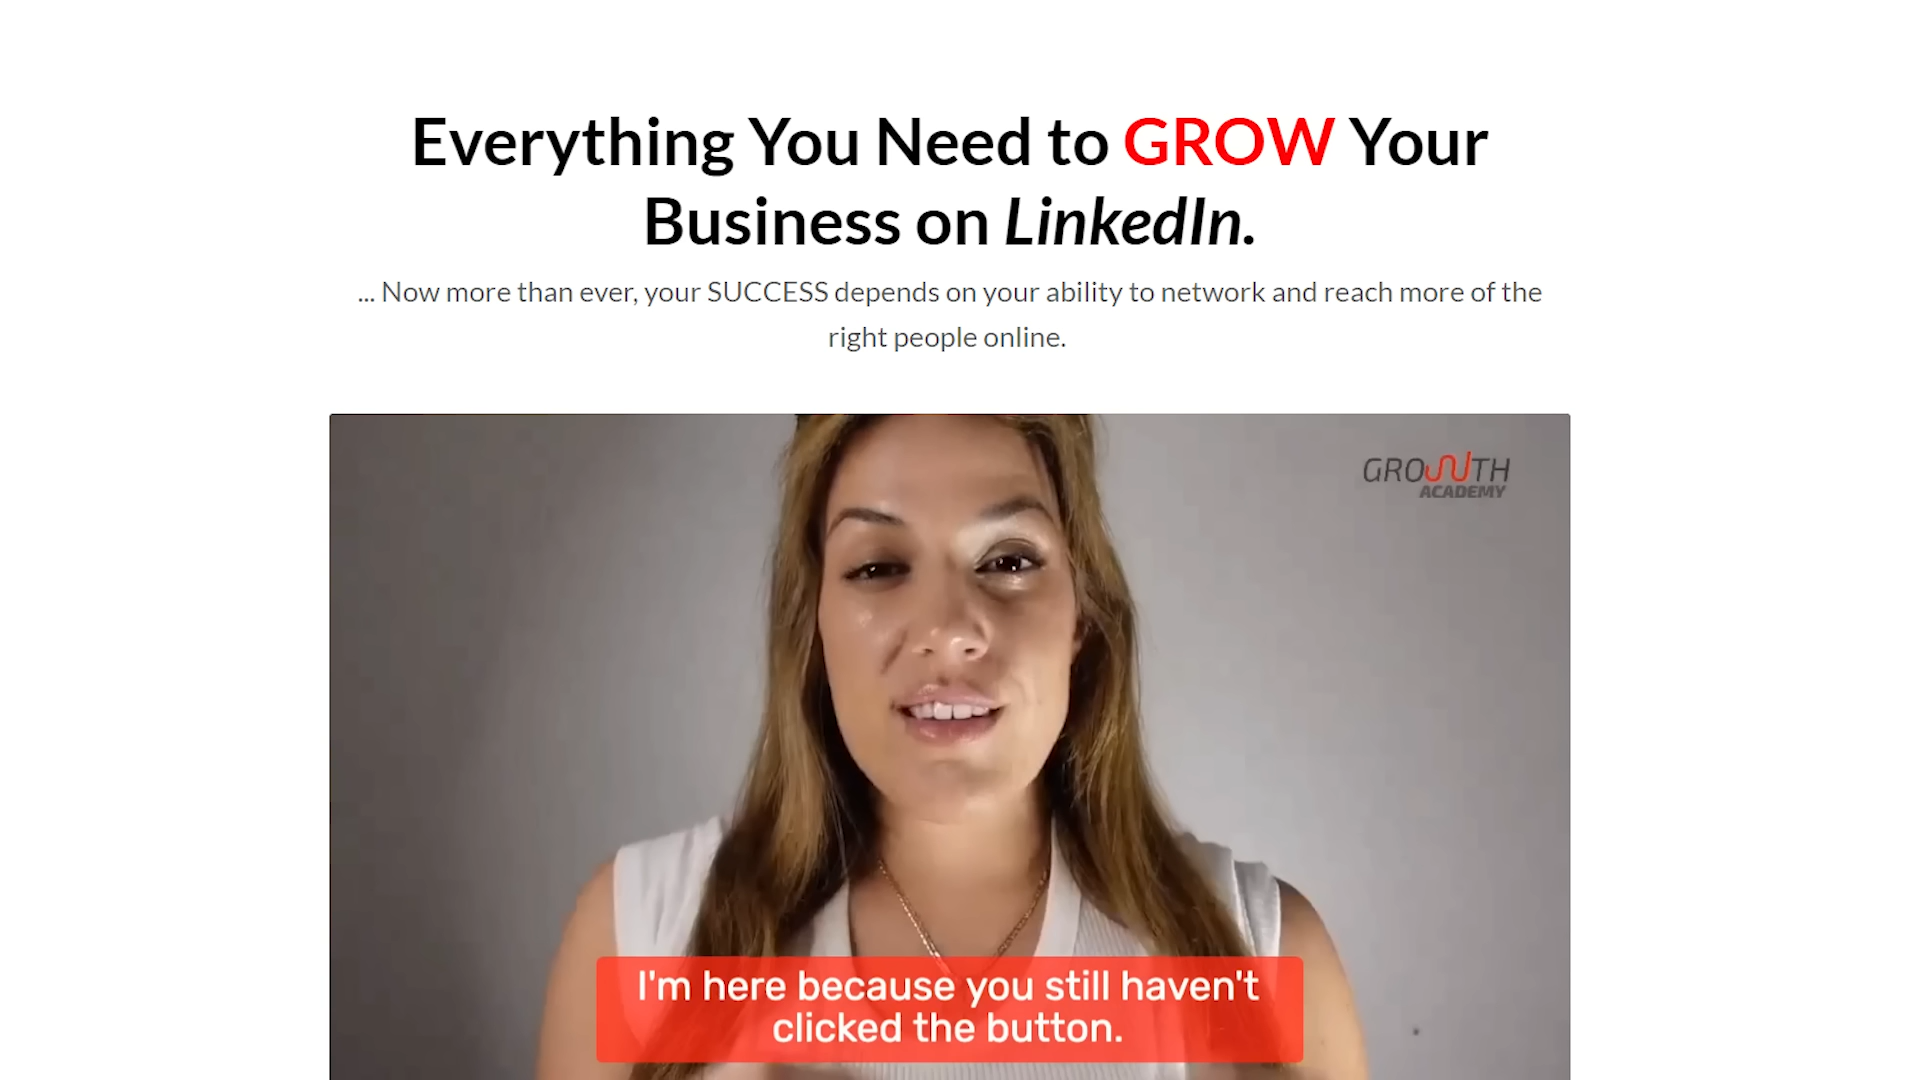 Everything You Need to GROW Your
Business on LinkedIn.
... Now more than ever, your SUCCESS depends on your ability to network and reach more of the
right people online.
GROWTH
ACADEMY
I'm here because you still haven't
clicked the button.